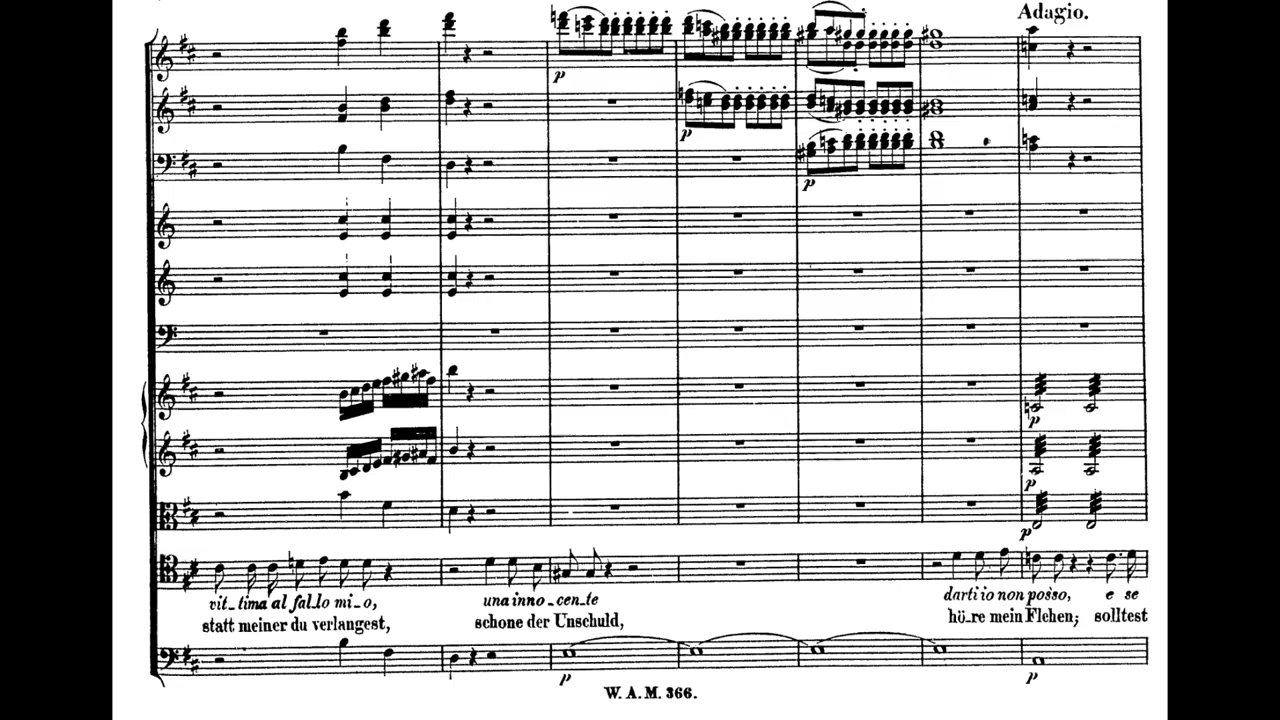 Adagio.
p
p
p
p
p
p
vit_tima al fal_lo mi_o, una inno_cen_te darti io non posso, e se
statt meiner du verlangest, schone der Unschuld, hö_re mein Flehen; solltest
p p
W. A. M. 366.